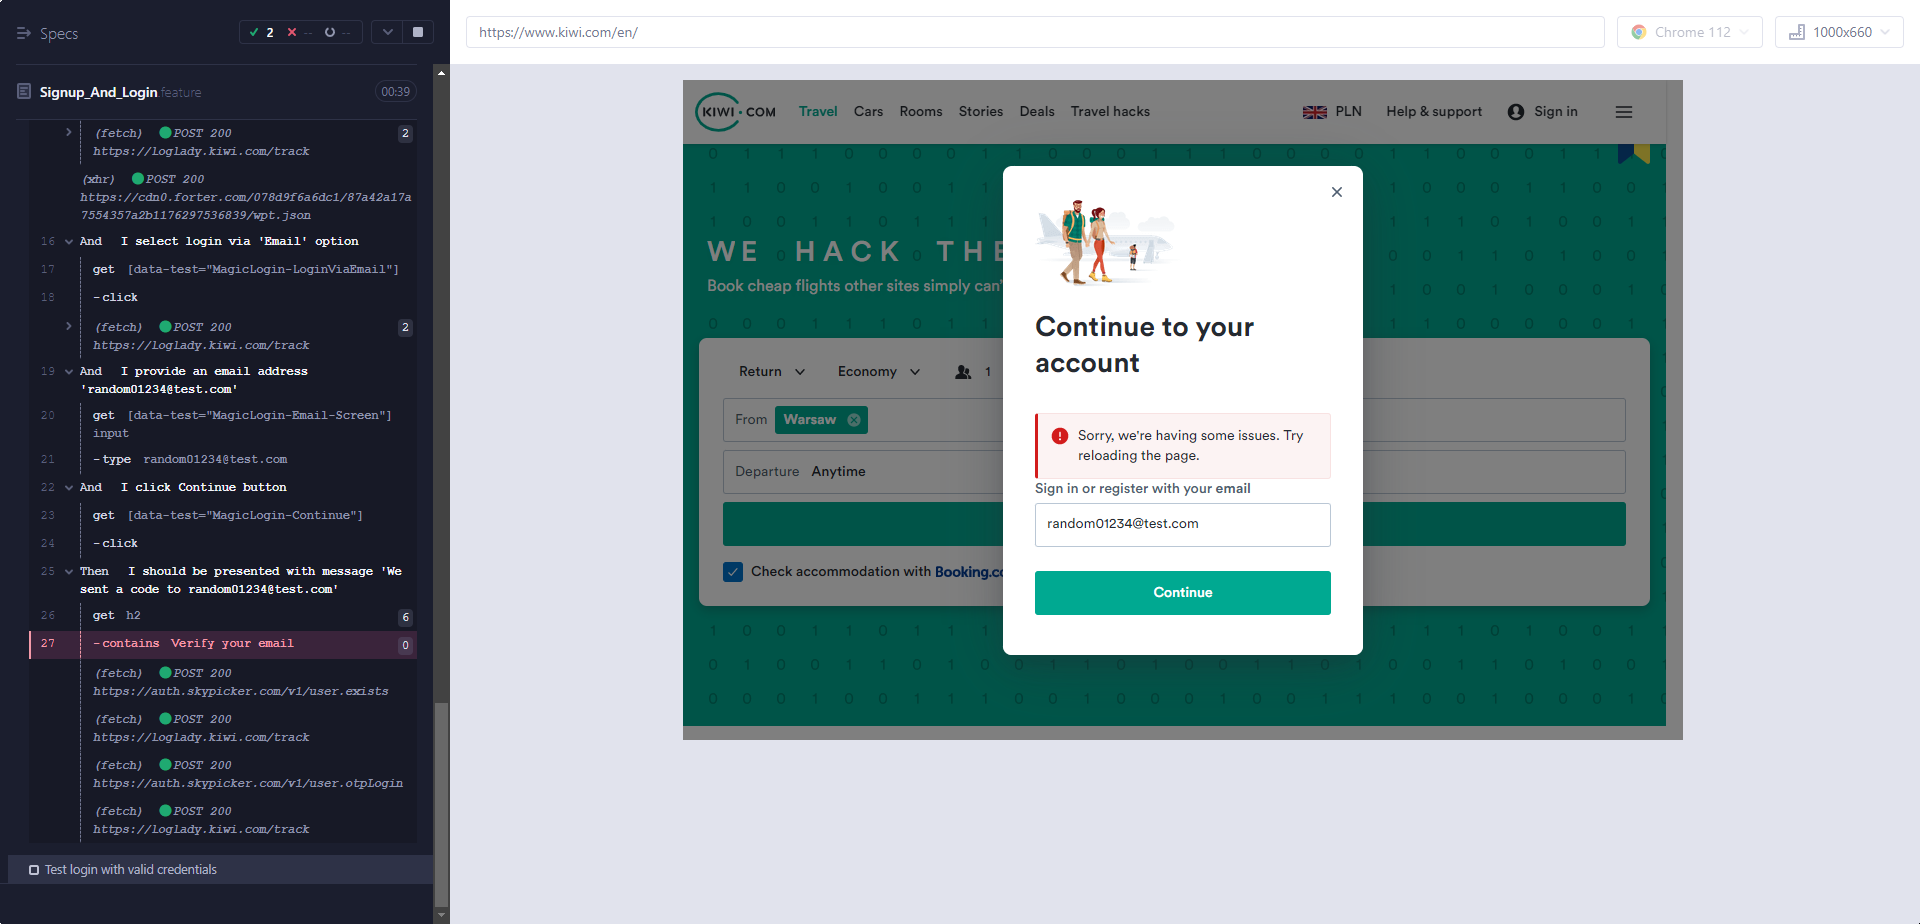 Specs
2
--
--
Signup_And_Login.feature
00:39
(fetch) POST 200
2
https://loglady.kiwi.com/track
(xhr) POST 200
https://cdn0.forter.com/078d9f6a6dc1/87a42a17a
7554357a2b1176297536839/wpt.json
16 And I select login via 'Email' option
17 get [data-test="MagicLogin-LoginViaEmail"]
18 -click
(fetch) POST 200
2
https://loglady.kiwi.com/track
19 And I provide an email address
'random01234@test.com'
20 get [data-test="MagicLogin-Email-Screen"]
input
21 -type random01234@test.com
22 And I click Continue button
23 get [data-test="MagicLogin-Continue"]
24 -click
25 Then I should be presented with message 'We
sent a code to random01234@test.com'
26 get h2
6
27 -contains Verify your email
0
(fetch) POST 200
https://auth.skypicker.com/v1/user.exists
(fetch) POST 200
https://loglady.kiwi.com/track
(fetch) POST 200
https://auth.skypicker.com/v1/user.otpLogin
(fetch) POST 200
https://loglady.kiwi.com/track
Test login with valid credentials
https://www.kiwi.com/en/
Chrome 112
1000x660
KIWI.COM
Travel
Cars
Rooms
Stories
Deals
Travel hacks
PLN
Help & support
Sign in
WE HACK THE
Book cheap flights other sites simply can'
Return
Economy
1
From
Warsaw
Departure
Anytime
Check accommodation with Booking.co
Continue to your
account
Sorry, we're having some issues. Try
reloading the page.
Sign in or register with your email
random01234@test.com
Continue